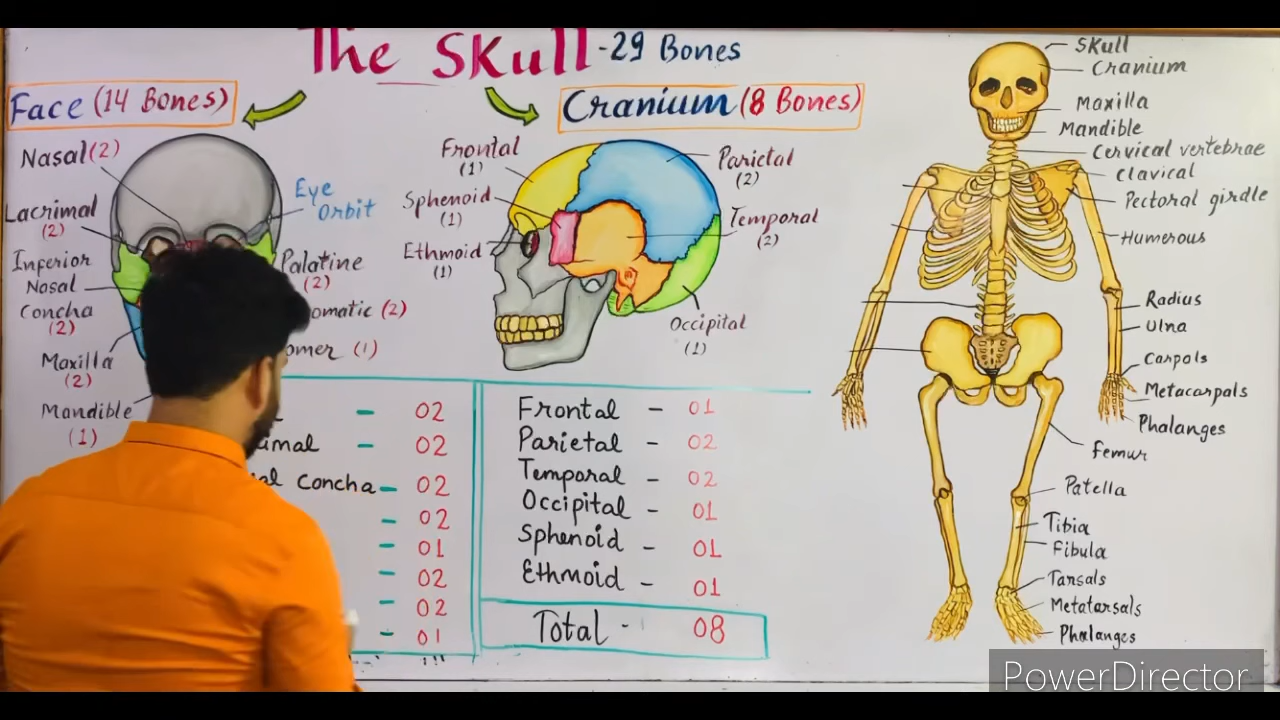 The Skull - 29 Bones
Face (14 Bones)
Nasal (2)
Lacrimal
(2)
Inferior
Nasal
Concha
(2)
Maxilla
(2)
Mandible
(1)
Eye
Orbit
Palatine
(2)
omatic (2)
omer (1)
Cranium (8 Bones)
Frontal
(1)
Sphenoid
(1)
Ethmoid
(1)
Parietal
(2)
Temporal
(2)
Occipital
(1)
- 02
imal - 02
al concha - 02
- 02
- 01
- 02
- 02
- 01
Frontal - 01
Parietal - 02
Temporal - 02
Occipital - 01
Sphenoid - 01
Ethmoid - 01
Total - 08
Skull
Cranium
Maxilla
Mandible
Cervical vertebrae
Clavical
Pectoral girdle
Humerous
Radius
Ulna
Carpols
Metacarpals
Phalanges
Femur
Patella
Tibia
Fibula
Tarsals
Metatarsals
Phalanges
PowerDirector